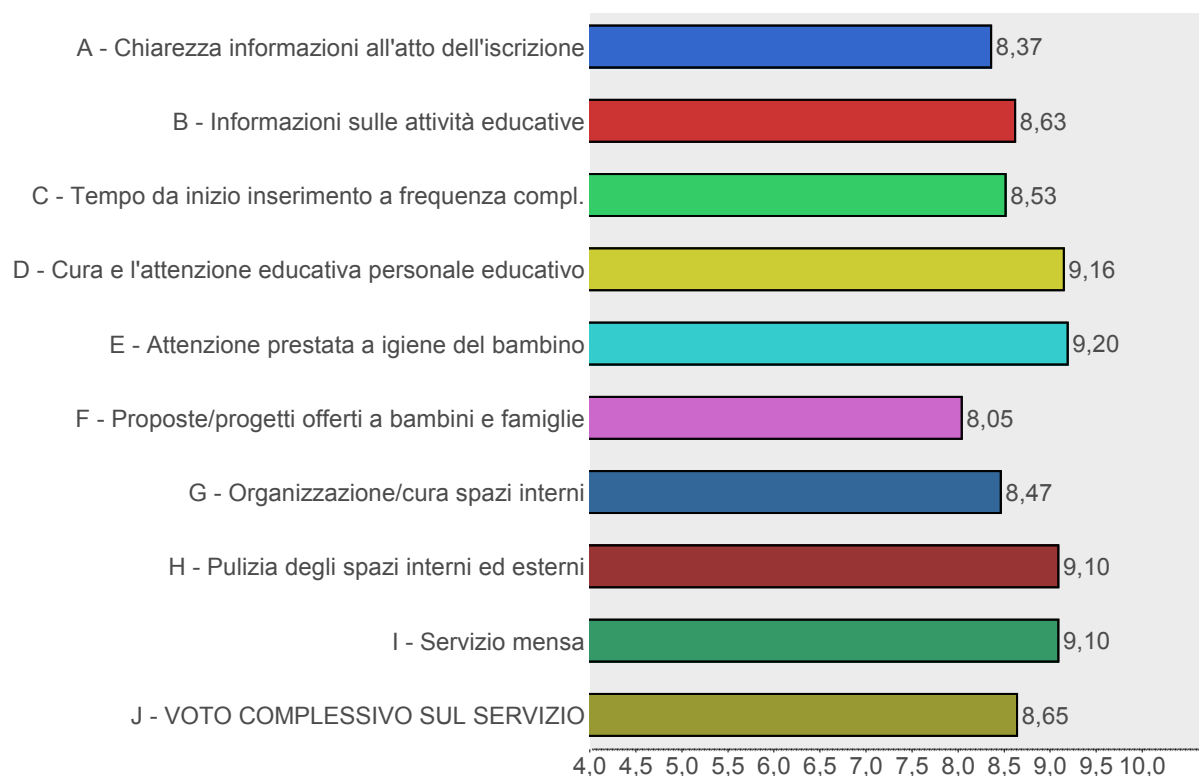 A - Chiarezza informazioni all'atto dell'iscrizione 8,37
B - Informazioni sulle attività educative 8,63
C - Tempo da inizio inserimento a frequenza compl. 8,53
D - Cura e l'attenzione educativa personale educativo 9,16
E - Attenzione prestata a igiene del bambino 9,20
F - Proposte/progetti offerti a bambini e famiglie 8,05
G - Organizzazione/cura spazi interni 8,47
H - Pulizia degli spazi interni ed esterni 9,10
I - Servizio mensa 9,10
J - VOTO COMPLESSIVO SUL SERVIZIO 8,65
4,0 4,5 5,0 5,5 6,0 6,5 7,0 7,5 8,0 8,5 9,0 9,5 10,0